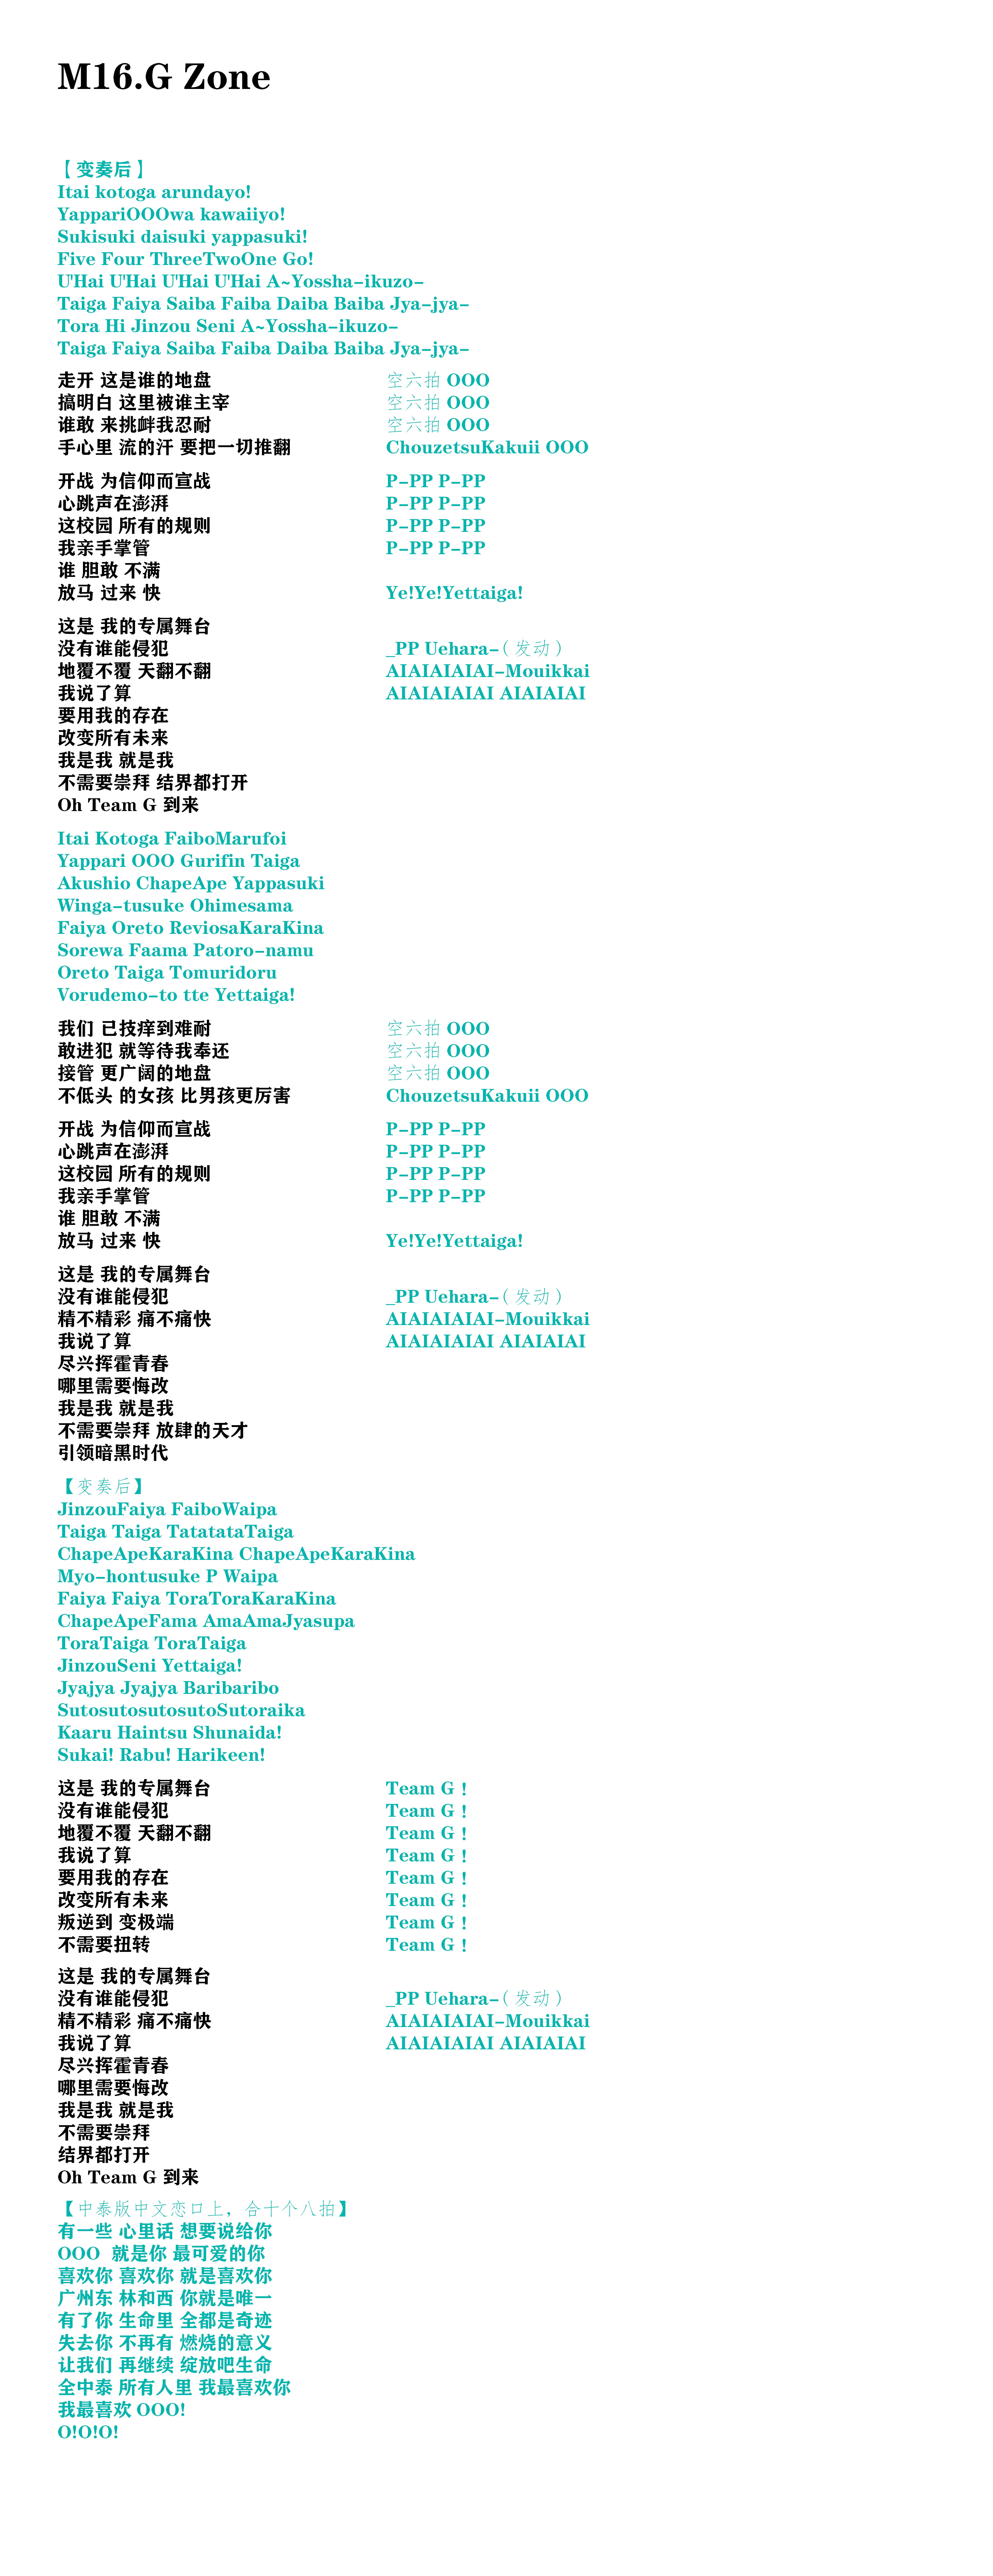 M16.G Zone
【变奏后】
Itai kotoga arundayo!
YappariOOOwa kawaiiyo!
Sukisuki daisuki yappasuki!
Five Four ThreeTwoOne Go!
U'Hai U'Hai U'Hai U'Hai A~Yossha-ikuzo-
Taiga Faiya Saiba Faiba Daiba Baiba Jya-jya-
Tora Hi Jinzou Seni A~Yossha-ikuzo-
Taiga Faiya Saiba Faiba Daiba Baiba Jya-jya-
走开 这是谁的地盘 空六拍 OOO
搞明白 这里被谁主宰 空六拍 OOO
谁敢 来挑衅我忍耐 空六拍 OOO
手心里 流的汗 要把一切推翻 ChouzetsuKakuii OOO
开战 为信仰而宣战 P-PP P-PP
心跳声在澎湃 P-PP P-PP
这校园 所有的规则 P-PP P-PP
我亲手掌管 P-PP P-PP
谁 胆敢 不满
放马 过来 快 Ye!Ye!Yettaiga!
这是 我的专属舞台
没有谁能侵犯 _PP Uehara-（发动）
地覆不覆 天翻不翻 AIAIAIAIAI-Mouikkai
我说了算 AIAIAIAIAI AIAIAIAI
要用我的存在
改变所有未来
我是我 就是我
不需要崇拜 结界都打开
Oh Team G 到来
Itai Kotoga FaiboMarufoi
Yappari OOO Gurifin Taiga
Akushio ChapeApe Yappasuki
Winga-tusuke Ohimesama
Faiya Oreto ReviosaKaraKina
Sorewa Faama Patoro-namu
Oreto Taiga Tomuridoru
Vorudemo-to tte Yettaiga!
我们 已技痒到难耐 空六拍 OOO
敢进犯 就等待我奉还 空六拍 OOO
接管 更广阔的地盘 空六拍 OOO
不低头 的女孩 比男孩更厉害 ChouzetsuKakuii OOO
开战 为信仰而宣战 P-PP P-PP
心跳声在澎湃 P-PP P-PP
这校园 所有的规则 P-PP P-PP
我亲手掌管 P-PP P-PP
谁 胆敢 不满
放马 过来 快 Ye!Ye!Yettaiga!
这是 我的专属舞台
没有谁能侵犯 _PP Uehara-（发动）
精不精彩 痛不痛快 AIAIAIAIAI-Mouikkai
我说了算 AIAIAIAIAI AIAIAIAI
尽兴挥霍青春
哪里需要悔改
我是我 就是我
不需要崇拜 放肆的天才
引领暗黑时代
【变奏后】
JinzouFaiya FaiboWaipa
Taiga Taiga TatatataTaiga
ChapeApeKaraKina ChapeApeKaraKina
Myo-hontusuke P Waipa
Faiya Faiya ToraToraKaraKina
ChapeApeFama AmaAmaJyasupa
ToraTaiga ToraTaiga
JinzouSeni Yettaiga!
Jyajya Jyajya Baribaribo
SutosutosutosutoSutoraika
Kaaru Haintsu Shunaida!
Sukai! Rabu! Harikeen!
这是 我的专属舞台 Team G！
没有谁能侵犯 Team G！
地覆不覆 天翻不翻 Team G！
我说了算 Team G！
要用我的存在 Team G！
改变所有未来 Team G！
叛逆到 变极端 Team G！
不需要扭转 Team G！
这是 我的专属舞台
没有谁能侵犯 _PP Uehara-（发动）
精不精彩 痛不痛快 AIAIAIAIAI-Mouikkai
我说了算 AIAIAIAIAI AIAIAIAI
尽兴挥霍青春
哪里需要悔改
我是我 就是我
不需要崇拜
结界都打开
Oh Team G 到来
【中泰版中文恋口上，合十个八拍】
有一些 心里话 想要说给你
OOO 就是你 最可爱的你
喜欢你 喜欢你 就是喜欢你
广州东 林和西 你就是唯一
有了你 生命里 全都是奇迹
失去你 不再有 燃烧的意义
让我们 再继续 绽放吧生命
全中泰 所有人里 我最喜欢你
我最喜欢 OOO!
O!O!O!